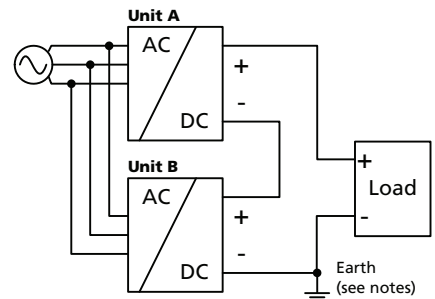 Unit A
AC
+
-
DC
Unit B
AC
+
-
DC
+
Load
-
Earth
(see notes)